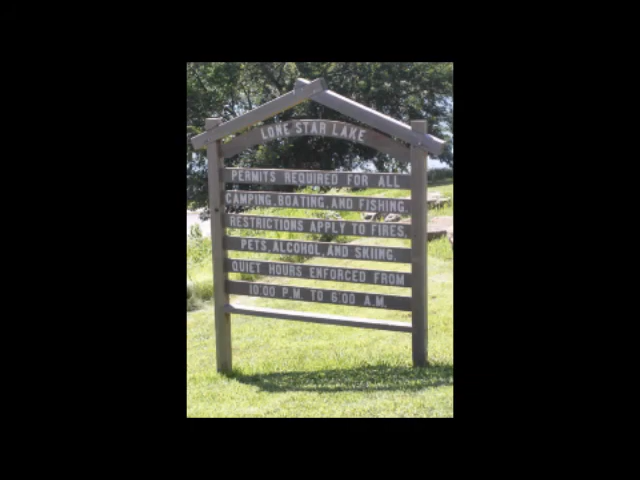 LONE STAR LAKE
PERMITS REQUIRED FOR ALL
CAMPING, BOATING, AND FISHING.
RESTRICTIONS APPLY TO FIRES,
PETS, ALCOHOL, AND SKIING.
QUIET HOURS ENFORCED FROM
10:00 P.M. TO 6:00 A.M.